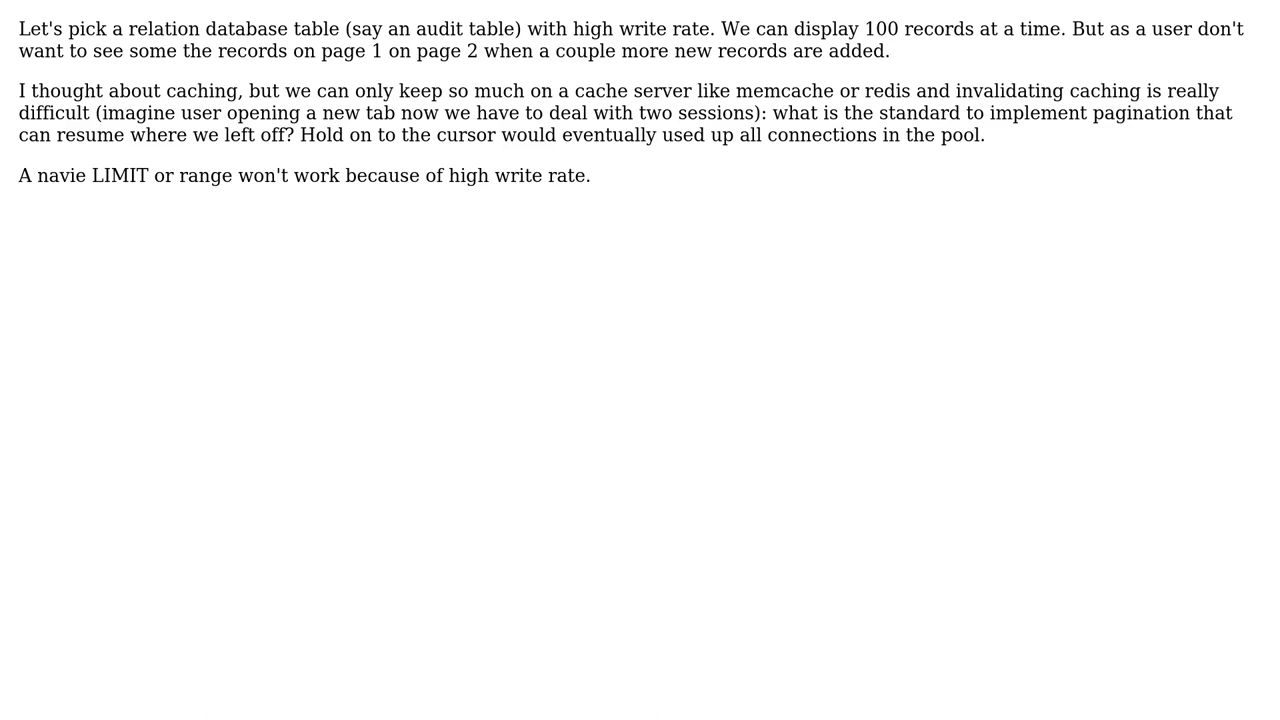 Let's pick a relation database table (say an audit table) with high write rate. We can display 100 records at a time. But as a user don't
want to see some the records on page 1 on page 2 when a couple more new records are added.
I thought about caching, but we can only keep so much on a cache server like memcache or redis and invalidating caching is really
difficult (imagine user opening a new tab now we have to deal with two sessions): what is the standard to implement pagination that
can resume where we left off? Hold on to the cursor would eventually used up all connections in the pool.
A navie LIMIT or range won't work because of high write rate.